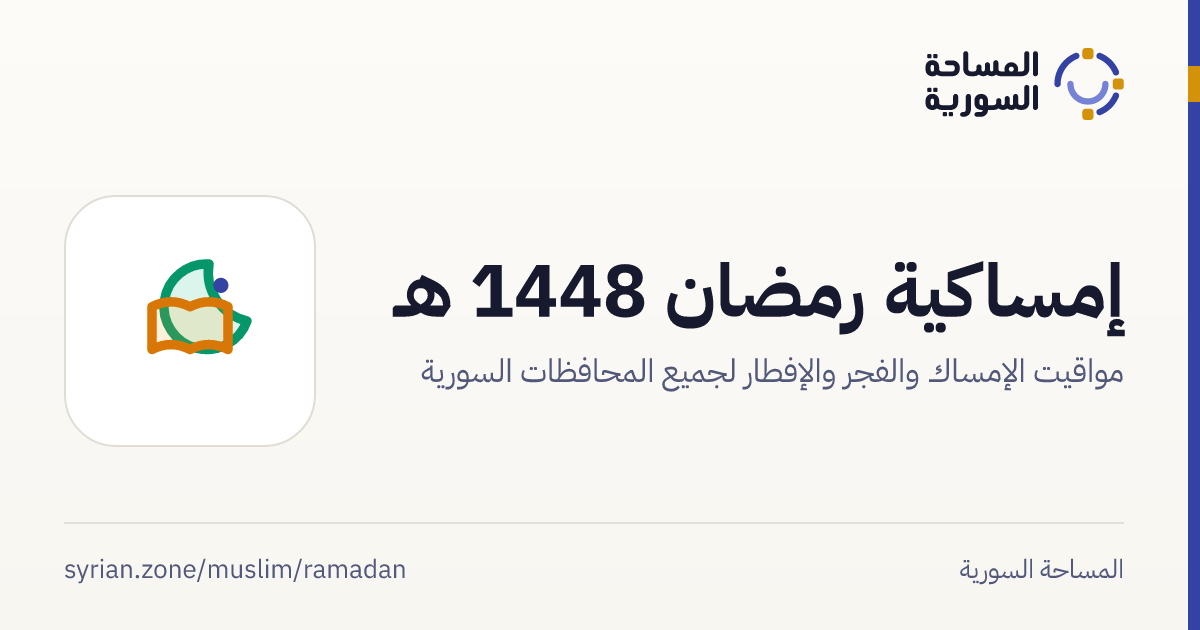 المساحة
السورية
إمساكية رمضان 1448 هـ
مواقيت الإمساك والفجر والإفطار لجميع المحافظات السورية
المساحة السورية
syrian.zone/muslim/ramadan